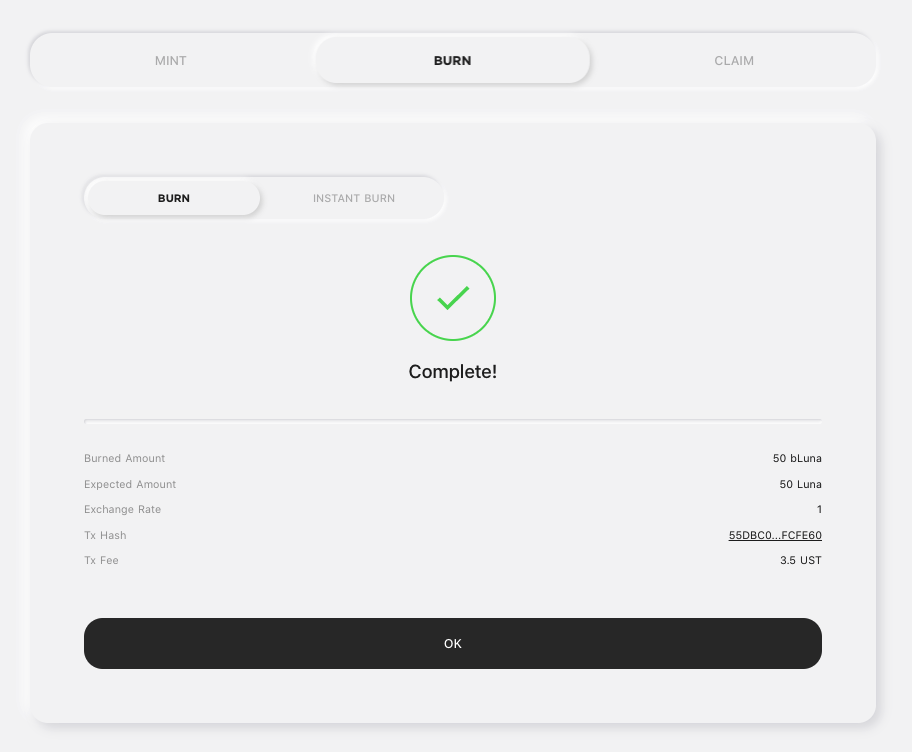 MINT BURN CLAIM
BURN INSTANT BURN
Complete!
Burned Amount 50 bLuna
Expected Amount 50 Luna
Exchange Rate 1
Tx Hash 55DBC0...FCFE60
Tx Fee 3.5 UST
OK